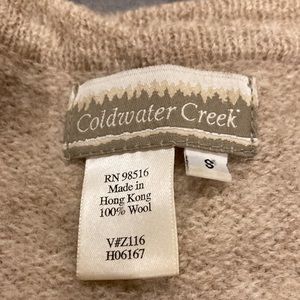 Coldwater Creek
S
RN 98516
Made in
Hong Kong
100% Wool
V#Z116
H06167